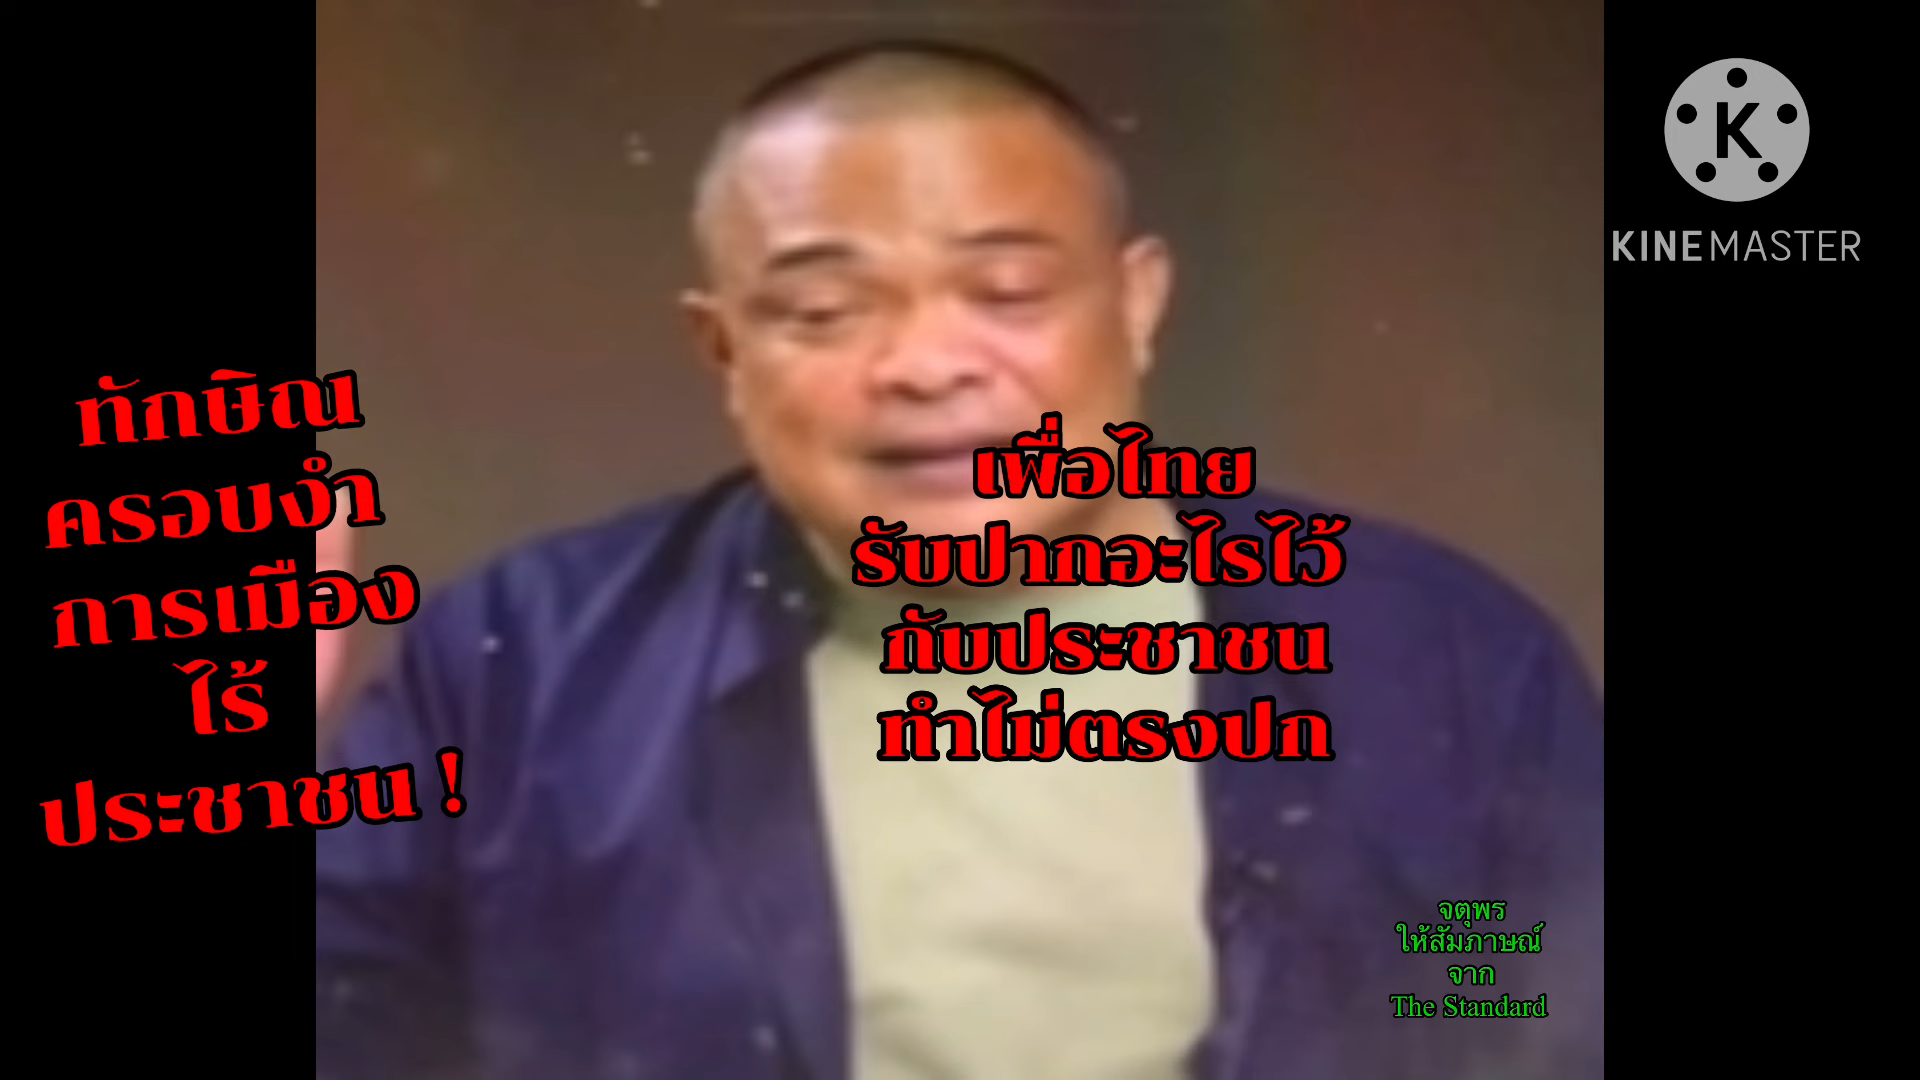 ทักษิณ
ครอบงำ
การเมือง
ไร้
ประชาชน !
เพื่อไทย
รับปากอะไรไว้
กับประชาชน
ทำไม่ตรงปก
จตุพร
ให้สัมภาษณ์
จาก
The Standard
K
KINEMASTER